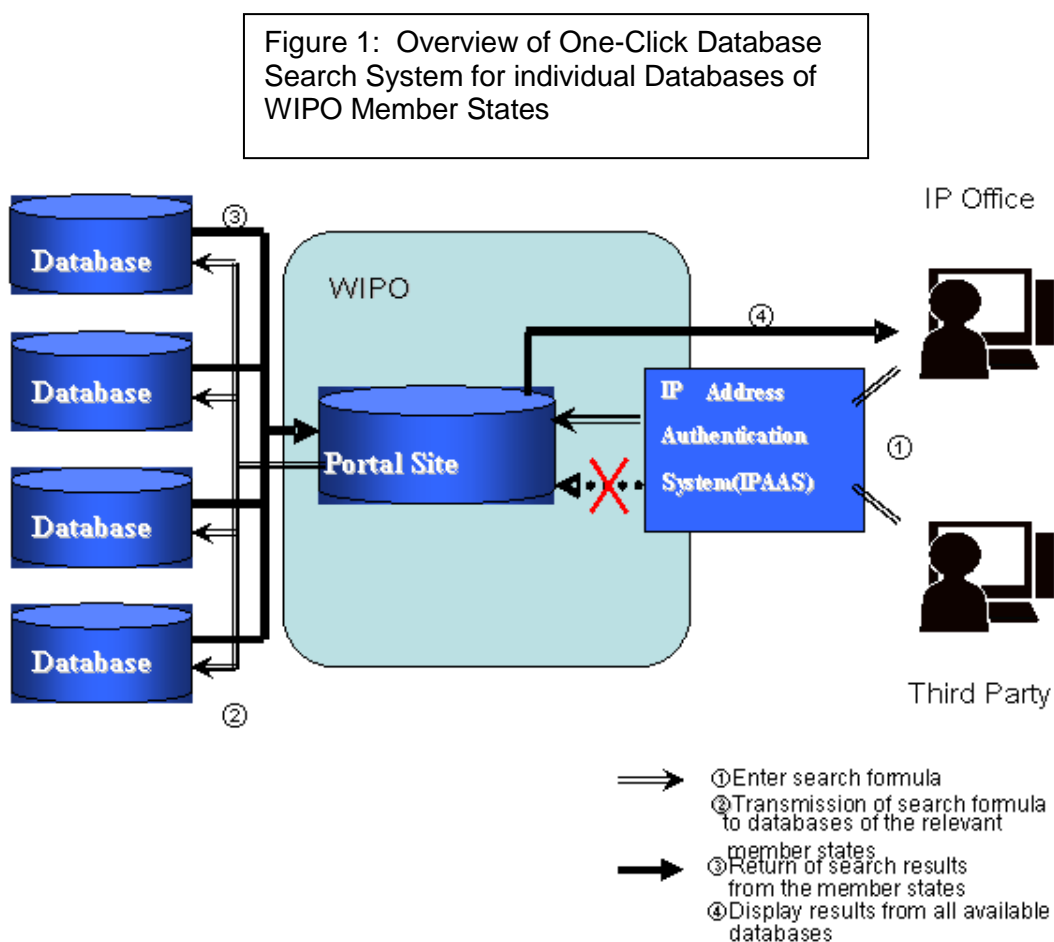 Figure 1: Overview of One-Click Database
Search System for individual Databases of
WIPO Member States
IP Office
③
Database
WIPO
④
Database
IP Address
Authentication
System(IPAAS)
①
Portal Site
Database
Database
②
Third Party
①Enter search formula
②Transmission of search formula
to databases of the relevant
member states
③Return of search results
from the member states
④Display results from all available
databases